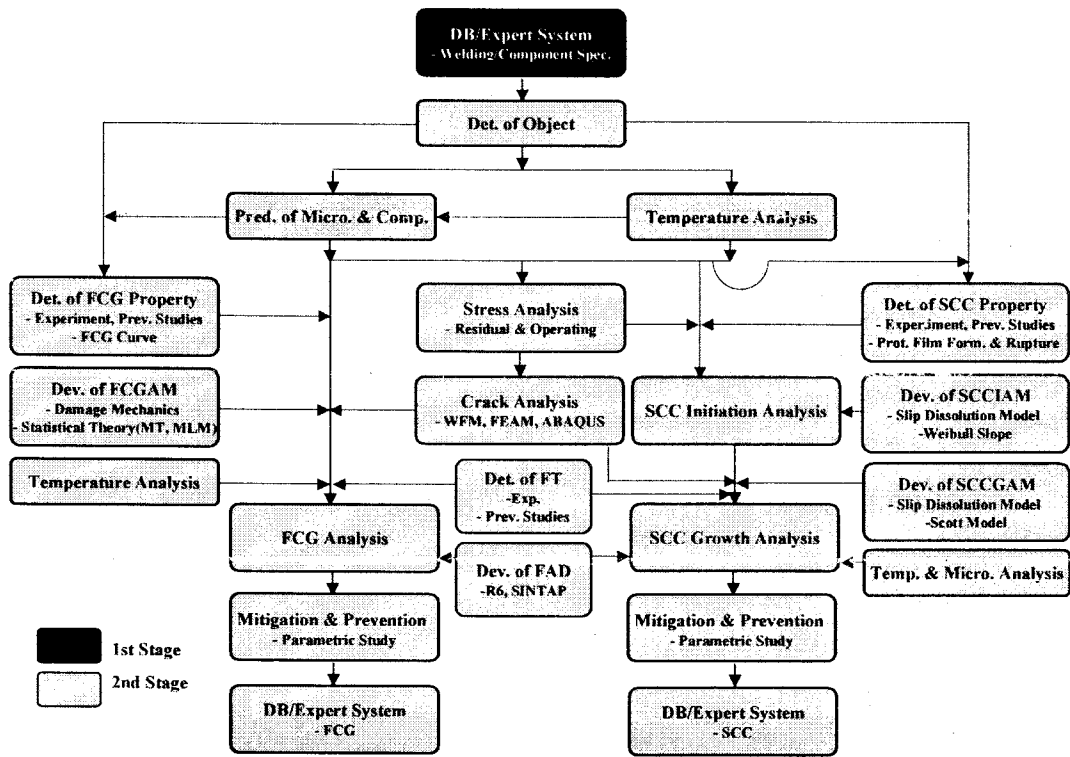 DB/Expert System
- Welding/Component Spec.
Det. of Object
Pred. of Micro. & Comp.
Temperature Analysis
Det. of FCG Property
- Experiment, Prev. Studies
- FCG Curve
Stress Analysis
- Residual & Operating
Det. of SCC Property
- Experiment, Prev. Studies
- Prot. Film Form. & Rupture
Dev. of FCGAM
- Damage Mechanics
- Statistical Theory(MT, MLM)
Crack Analysis
- WFM, FEAM, ABAQUS
SCC Initiation Analysis
Dev. of SCCIAM
- Slip Dissolution Model
-Weibull Slope
Temperature Analysis
Det. of FT
-Exp.
- Prev. Studies
Dev. of SCCGAM
- Slip Dissolution Model
- Scott Model
FCG Analysis
SCC Growth Analysis
Dev. of FAD
-R6, SINTAP
Temp. & Micro. Analysis
Mitigation & Prevention
- Parametric Study
Mitigation & Prevention
- Parametric Study
1st Stage
2nd Stage
DB/Expert System
- FCG
DB/Expert System
- SCC